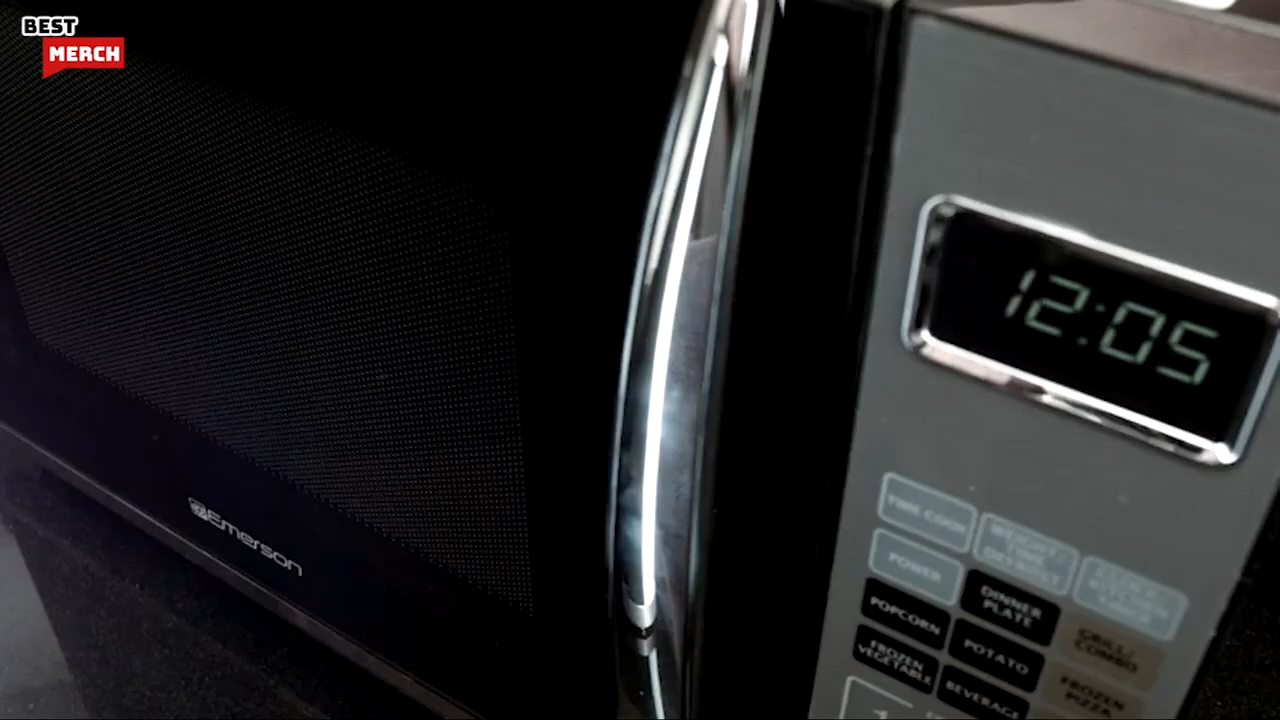 BEST
MERCH
12:05
Emerson
TIME COOK
WEIGHT/
TIME
DEFROST
POWER
DINNER
PLATE
POPCORN
GRILL/
COMBO
POTATO
FROZEN
VEGETABLE
BEVERAGE
FROZEN
PIZZA
1